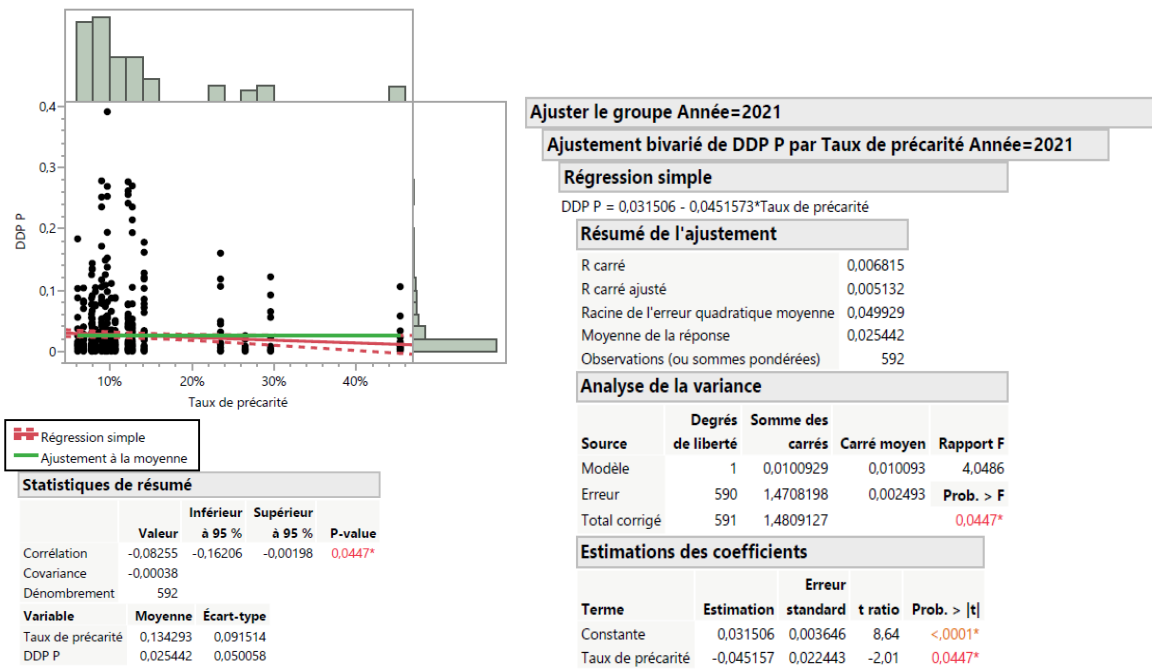 0,4
0,3
0,2
0,1
0
DDP P
10% 20% 30% 40%
Taux de précarité
Régression simple
Ajustement à la moyenne
Statistiques de résumé
Inférieur Supérieur
Valeur à 95 % à 95 % P-value
Corrélation -0,08255 -0,16206 -0,00198 0,0447*
Covariance -0,00038
Dénombrement 592
Variable Moyenne Écart-type
Taux de précarité 0,134293 0,091514
DDP P 0,025442 0,050058
Ajuster le groupe Année=2021
Ajustement bivarié de DDP P par Taux de précarité Année=2021
Régression simple
DDP P = 0,031506 - 0,0451573*Taux de précarité
Résumé de l'ajustement
R carré 0,006815
R carré ajusté 0,005132
Racine de l'erreur quadratique moyenne 0,049929
Moyenne de la réponse 0,025442
Observations (ou sommes pondérées) 592
Analyse de la variance
Degrés Somme des
Source de liberté carrés Carré moyen Rapport F
Modèle 1 0,0100929 0,010093 4,0486
Erreur 590 1,4708198 0,002493 Prob. > F
Total corrigé 591 1,4809127 0,0447*
Estimations des coefficients
Erreur
Terme Estimation standard t ratio Prob. > |t|
Constante 0,031506 0,003646 8,64 <,0001*
Taux de précarité -0,045157 0,022443 -2,01 0,0447*